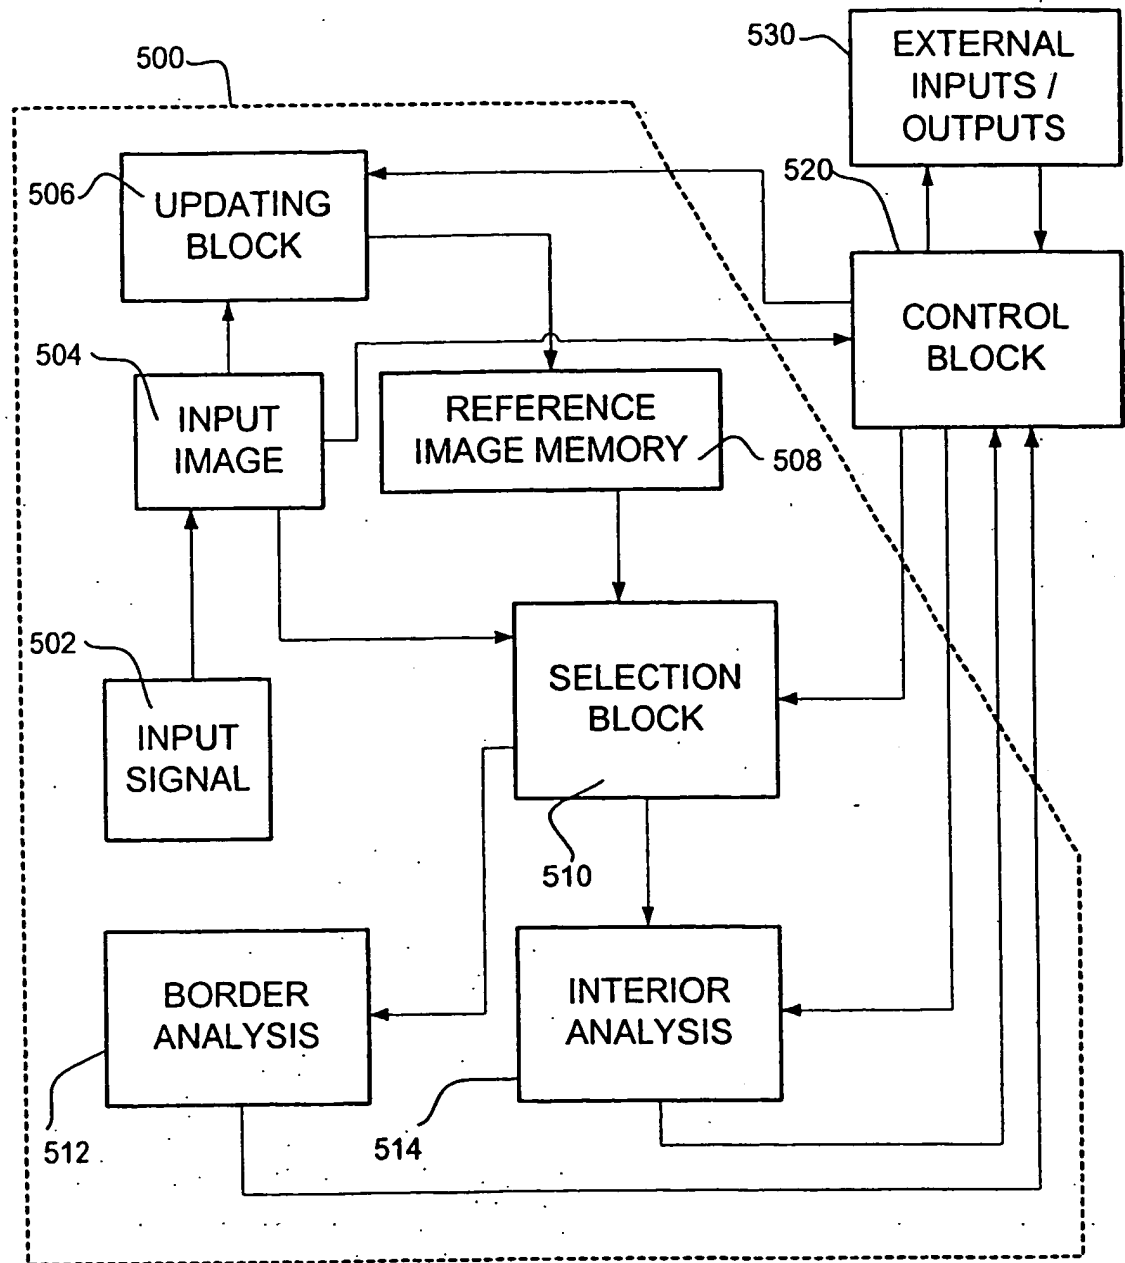 530
EXTERNAL
INPUTS /
OUTPUTS
500
506
UPDATING
BLOCK
520
CONTROL
BLOCK
504
INPUT
IMAGE
REFERENCE
IMAGE MEMORY
508
502
INPUT
SIGNAL
SELECTION
BLOCK
510
BORDER
ANALYSIS
512
INTERIOR
ANALYSIS
514